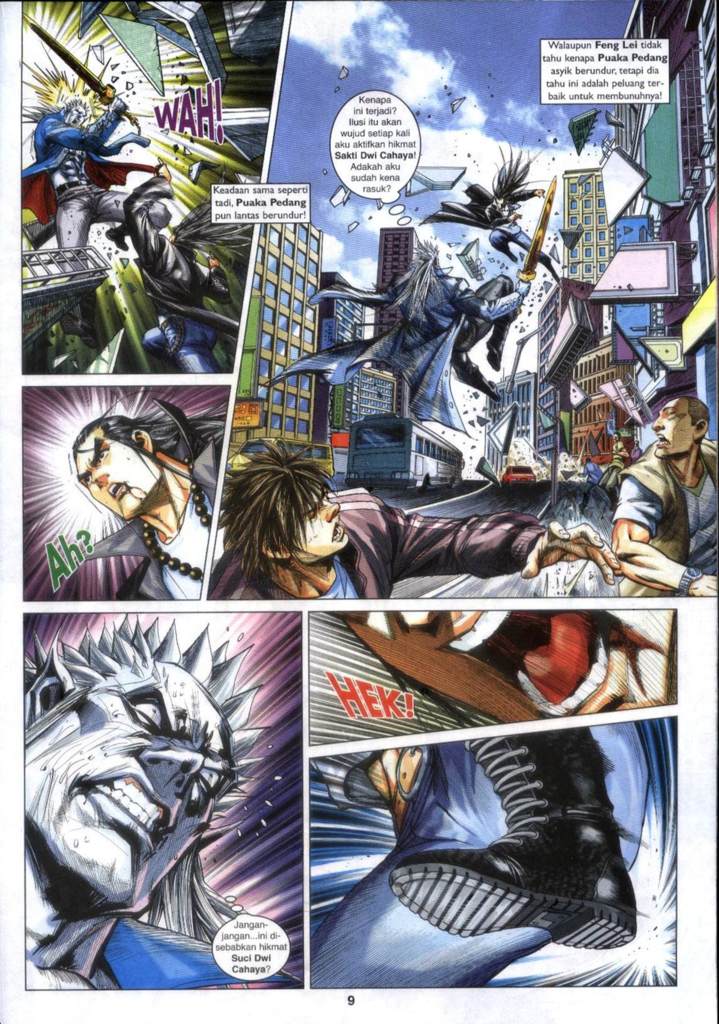 WAH!
Keadaan sama seperti
tadi, Puaka Pedang
pun lantas berundur!
Kenapa
ini terjadi?
Ilusi itu akan
wujud setiap kali
aku aktifkan hikmat
Sakti Dwi Cahaya!
Adakah aku
sudah kena
rasuk?
Walaupun Feng Lei tidak
tahu kenapa Puaka Pedang
asyik berundur, tetapi dia
tahu ini adalah peluang ter-
baik untuk membunuhnya!
Ah?
Jangan-
jangan...ini di-
sebabkan hikmat
Suci Dwi
Cahaya?
HEK!
9